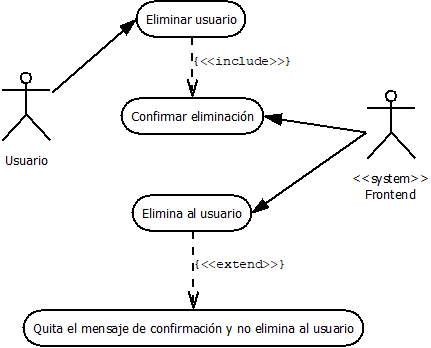 Eliminar usuario
{<<include>>}
Confirmar eliminación
Usuario
<<system>>
Frontend
Elimina al usuario
{<<extend>>}
Quita el mensaje de confirmación y no elimina al usuario